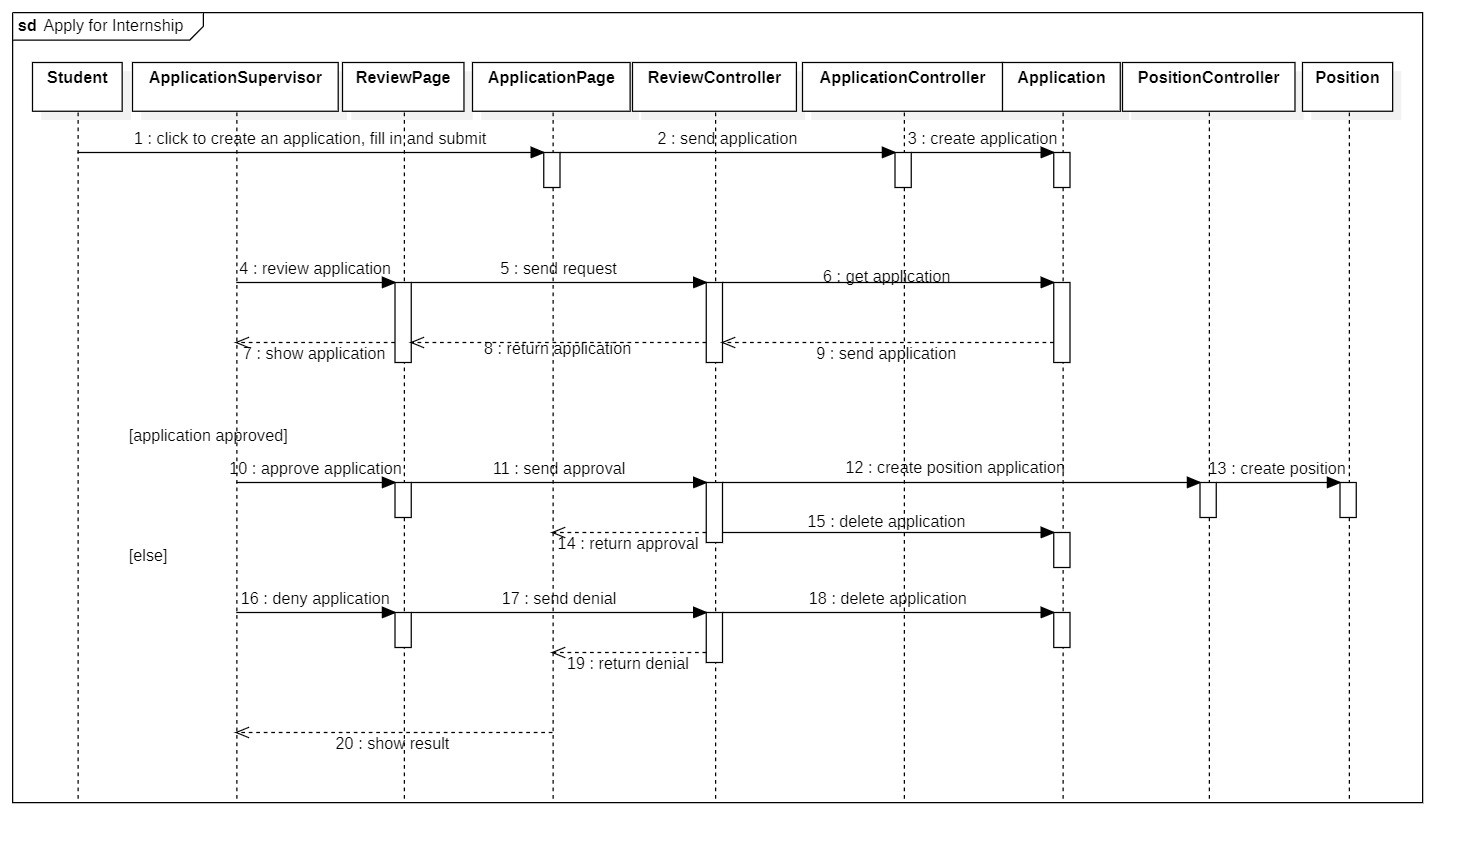 sd Apply for Internship
Student
ApplicationSupervisor
ReviewPage
ApplicationPage
ReviewController
ApplicationController
Application
PositionController
Position
1 : click to create an application, fill in and submit
2 : send application
3 : create application
4 : review application
5 : send request
6 : get application
7 : show application
8 : return application
9 : send application
[application approved]
10 : approve application
11 : send approval
12 : create position application
13 : create position
15 : delete application
14 : return approval
[else]
16 : deny application
17 : send denial
18 : delete application
19 : return denial
20 : show result